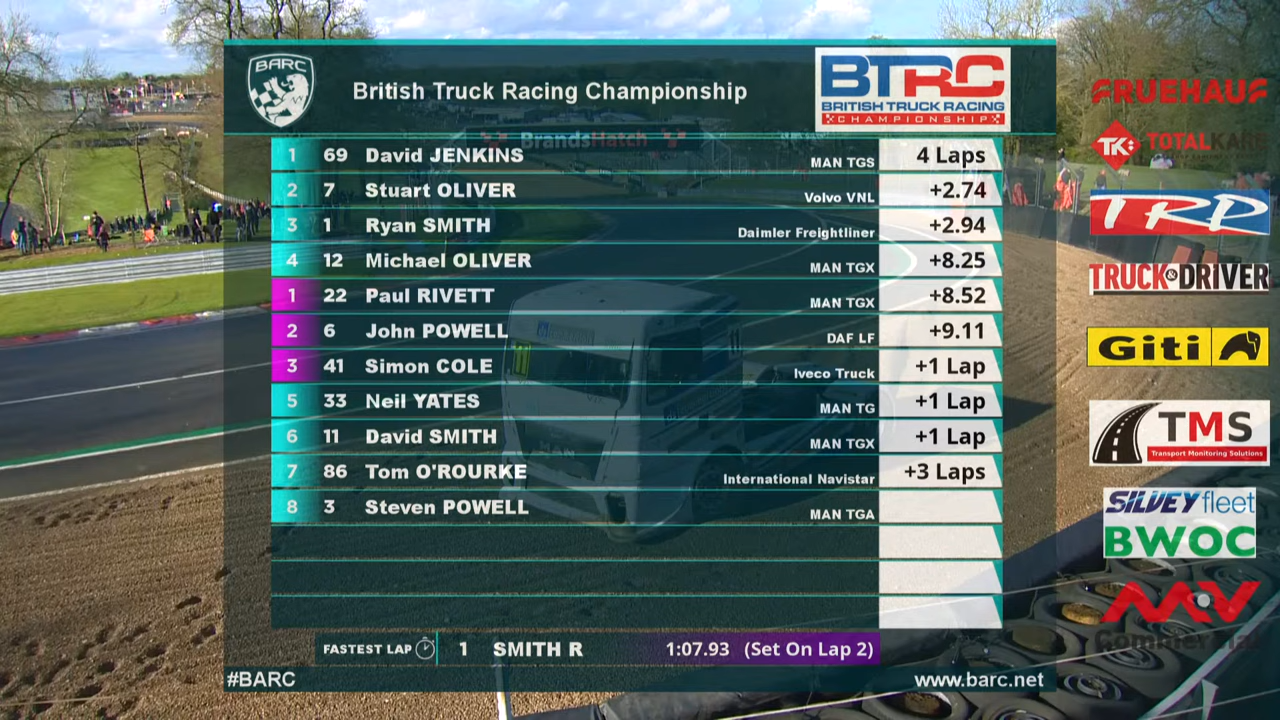 BARC
British Truck Racing Championship
BTRC
BRITISH TRUCK RACING
CHAMPIONSHIP
BrandsHatch
1 69 David JENKINS MAN TGS 4 Laps
2 7 Stuart OLIVER Volvo VNL +2.74
3 1 Ryan SMITH Daimler Freightliner +2.94
4 12 Michael OLIVER MAN TGX +8.25
1 22 Paul RIVETT MAN TGX +8.52
2 6 John POWELL DAF LF +9.11
3 41 Simon COLE Iveco Truck +1 Lap
5 33 Neil YATES MAN TG +1 Lap
6 11 David SMITH MAN TGX +1 Lap
7 86 Tom O'ROURKE International Navistar +3 Laps
8 3 Steven POWELL MAN TGA
FASTEST LAP 1 SMITH R 1:07.93 (Set On Lap 2)
#BARC www.barc.net
FRUEHAUF
TK: TOTALKARE
TRP
TRUCK & DRIVER
Giti
TMS
Transport Monitoring Solutions
SILVEY fleet
BWOC
MV
Commercial
11
MAN